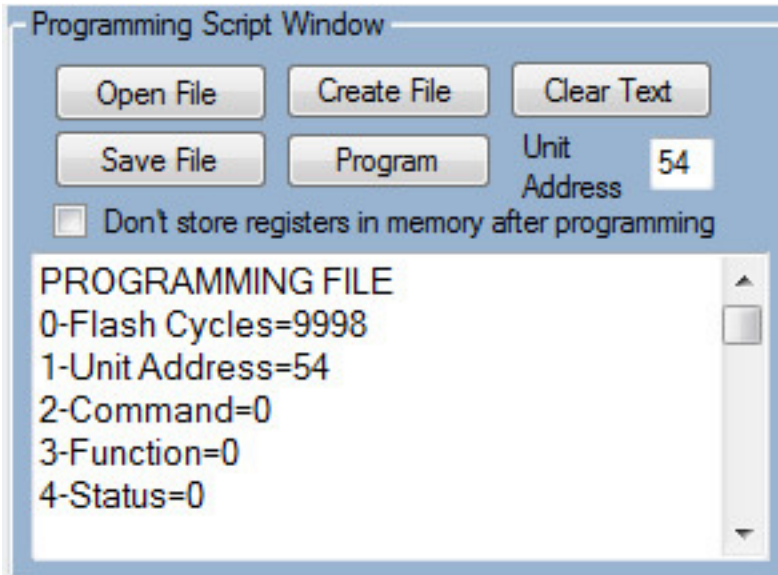 Programming Script Window
Open File
Create File
Clear Text
Save File
Program
Unit
Address
54
Don't store registers in memory after programming
PROGRAMMING FILE
0-Flash Cycles=9998
1-Unit Address=54
2-Command=0
3-Function=0
4-Status=0